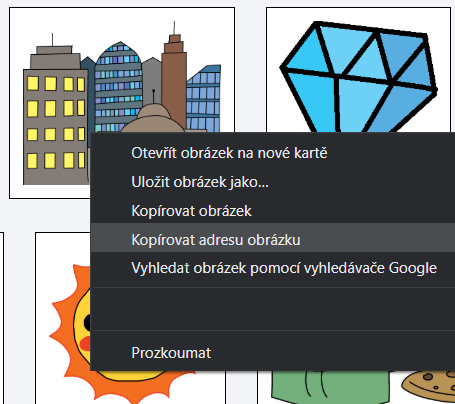 Otevřít obrázek na nové kartě
Uložit obrázek jako...
Kopírovat obrázek
Kopírovat adresu obrázku
Vyhledat obrázek pomocí vyhledávače Google
Prozkoumat